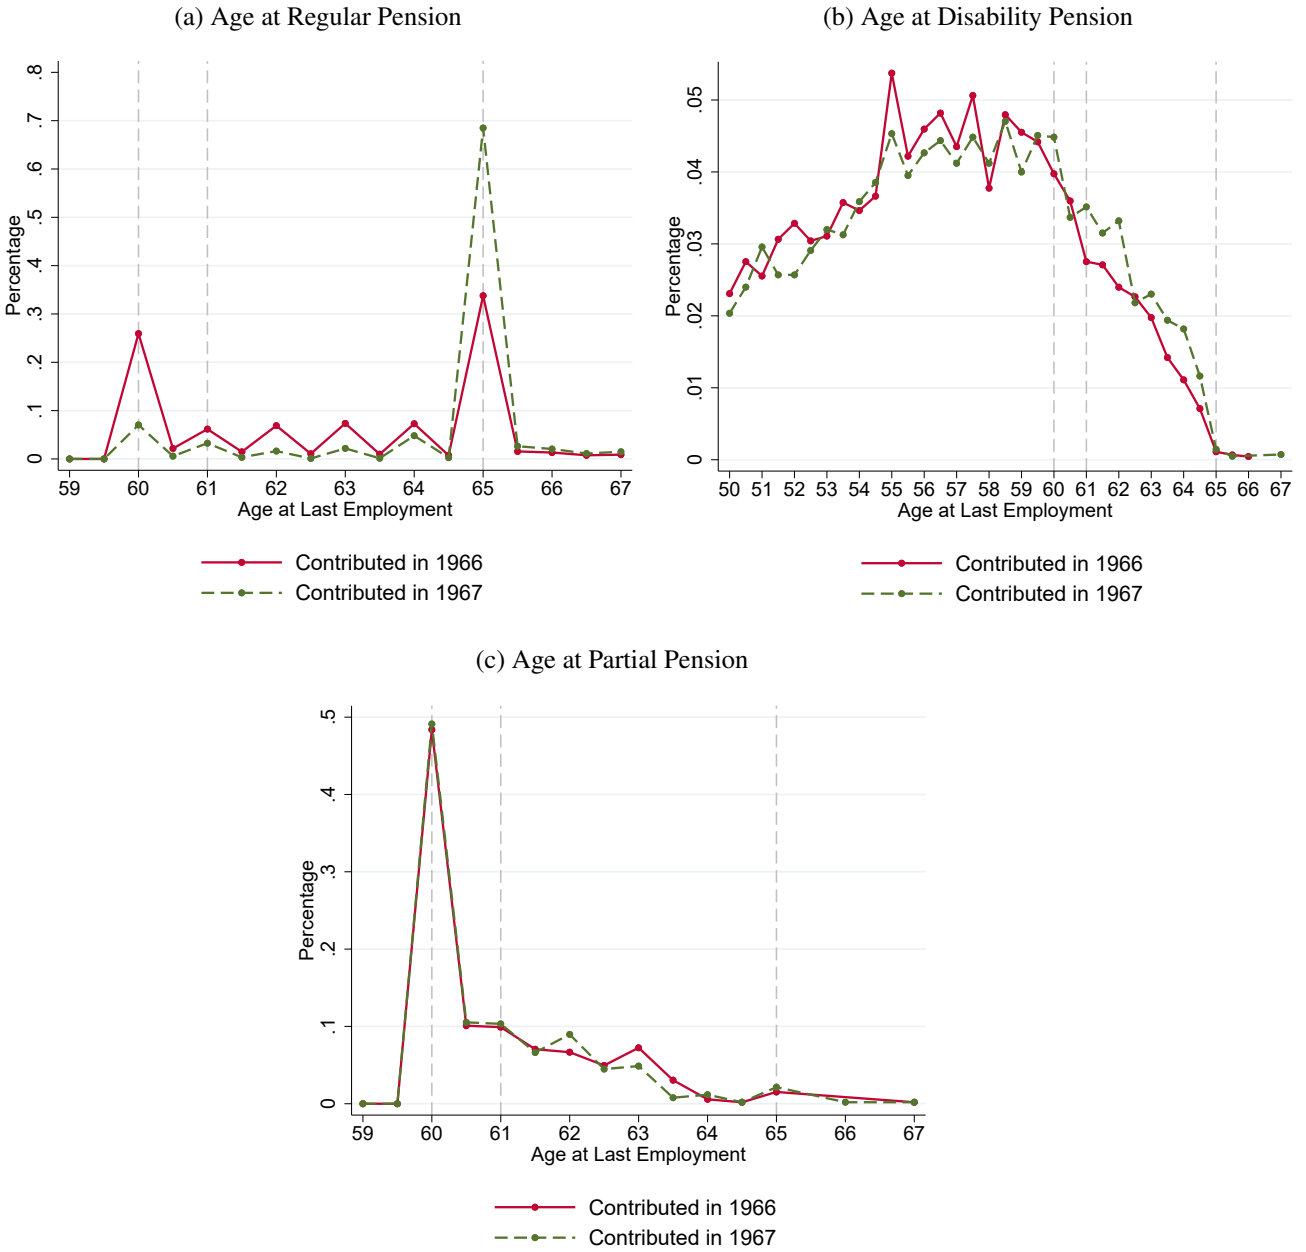 (a) Age at Regular Pension
Percentage
.8
.7
.6
.5
.4
.3
.2
.1
0
59 60 61 62 63 64 65 66 67
Age at Last Employment
Contributed in 1966
Contributed in 1967
(b) Age at Disability Pension
Percentage
.05
.04
.03
.02
.01
0
50 51 52 53 54 55 56 57 58 59 60 61 62 63 64 65 66 67
Age at Last Employment
Contributed in 1966
Contributed in 1967
(c) Age at Partial Pension
Percentage
.5
.4
.3
.2
.1
0
59 60 61 62 63 64 65 66 67
Age at Last Employment
Contributed in 1966
Contributed in 1967